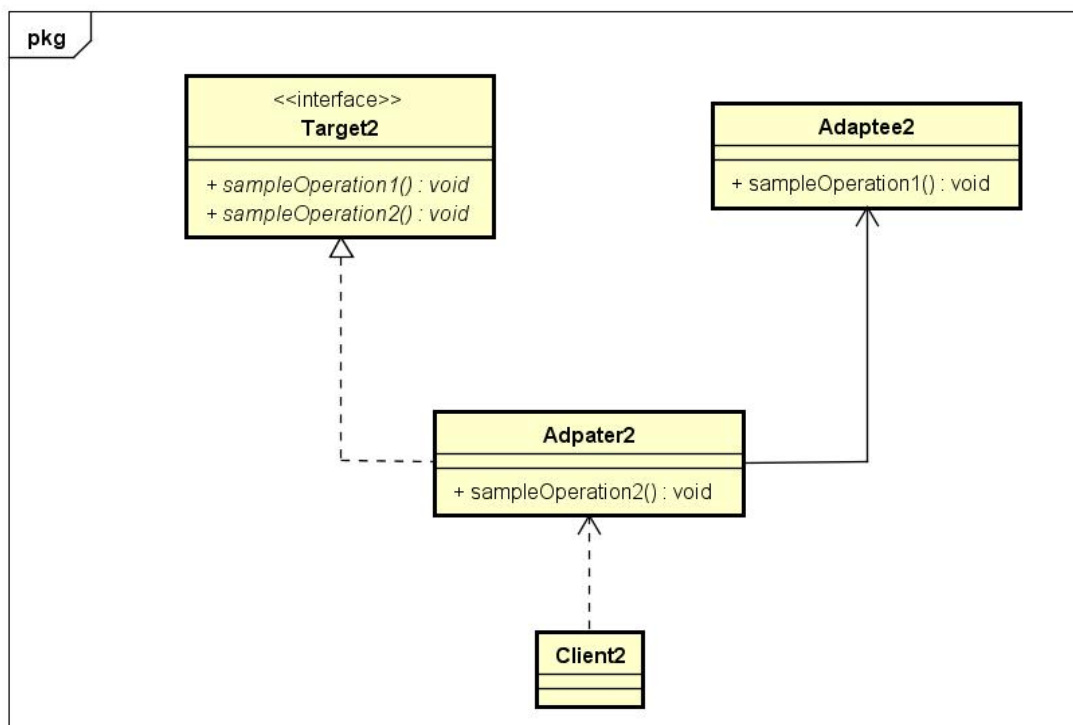 pkg
<<interface>>
Target2
+ sampleOperation1() : void
+ sampleOperation2() : void
Adaptee2
+ sampleOperation1() : void
Adpater2
+ sampleOperation2() : void
Client2